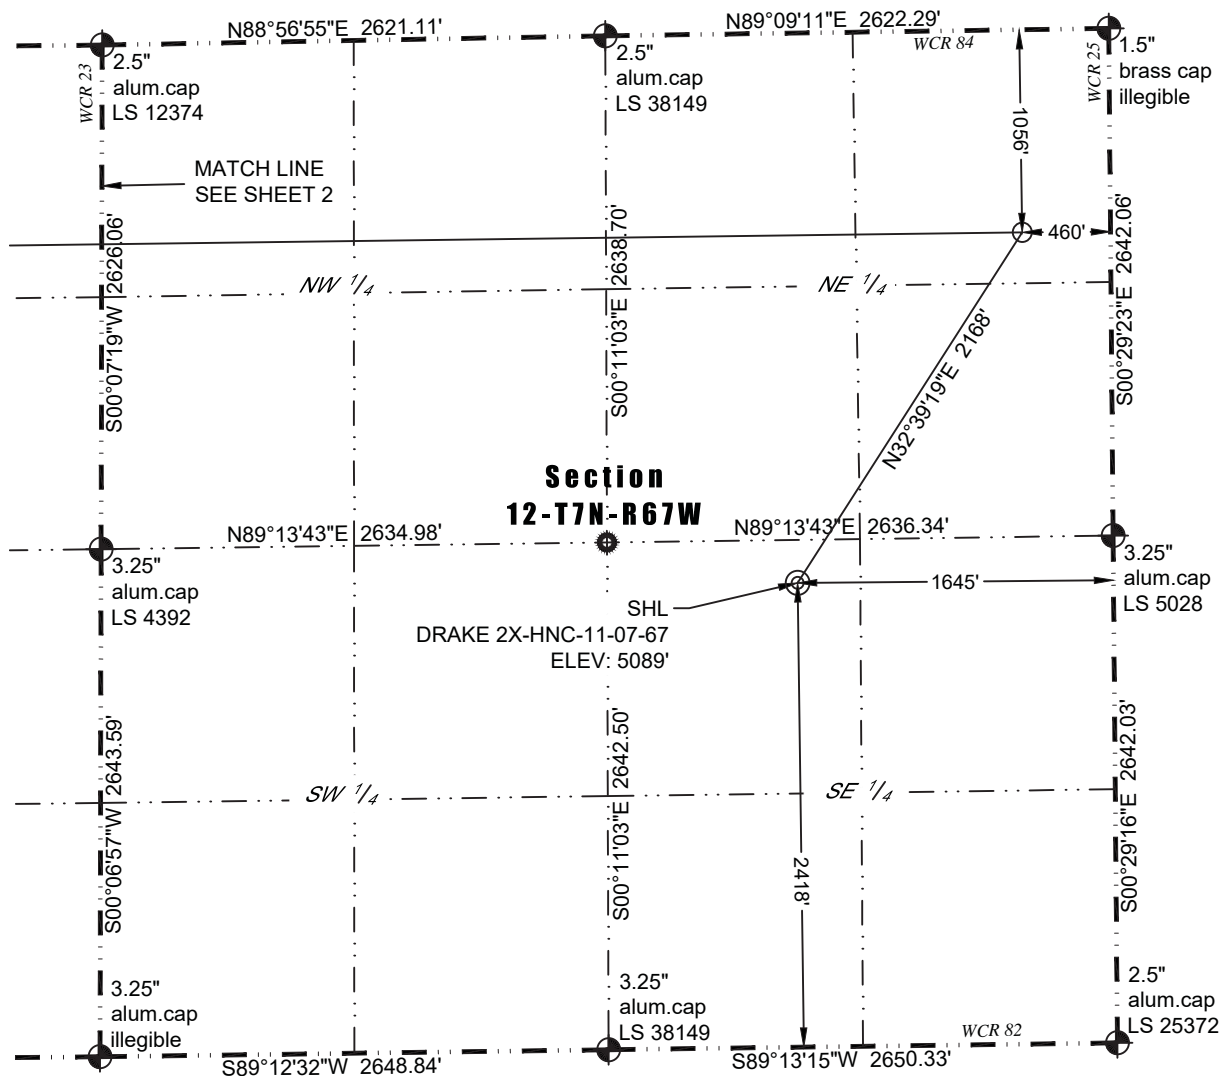 N88°56'55"E 2621.11'
N89°09'11"E 2622.29'
WCR 84
WCR 23
2.5"
alum.cap
LS 12374
2.5"
alum.cap
LS 38149
WCR 25
1.5"
brass cap
illegible
1056'
MATCH LINE
SEE SHEET 2
460'
S00°07'19"W 2626.06'
S00°11'03"E 2638.70'
S00°29'23"E 2642.06'
NW 1/4
NE 1/4
N32°39'19"E 2168'
Section
12-T7N-R67W
N89°13'43"E 2634.98'
N89°13'43"E 2636.34'
3.25"
alum.cap
LS 4392
3.25"
alum.cap
LS 5028
1645'
SHL
DRAKE 2X-HNC-11-07-67
ELEV: 5089'
S00°06'57"W 2643.59'
S00°11'03"E 2642.50'
S00°29'16"E 2642.03'
SW 1/4
SE 1/4
2418'
3.25"
alum.cap
illegible
3.25"
alum.cap
LS 38149
2.5"
alum.cap
LS 25372
WCR 82
S89°12'32"W 2648.84'
S89°13'15"W 2650.33'